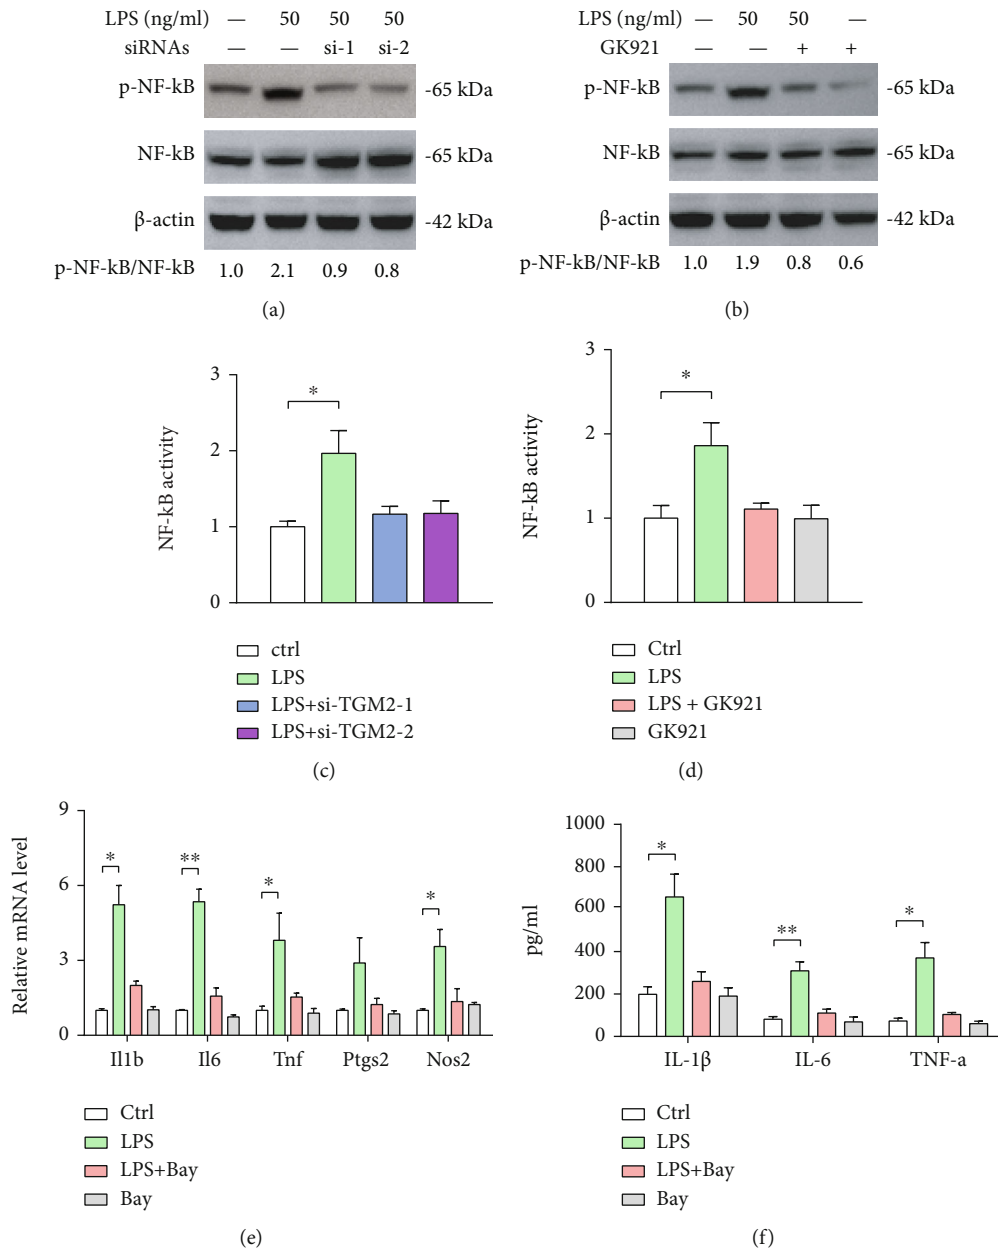 LPS (ng/ml) — 50 50 50
siRNAs — — si-1 si-2
p-NF-kB -65 kDa
NF-kB -65 kDa
β-actin -42 kDa
p-NF-kB/NF-kB 1.0 2.1 0.9 0.8
(a)
LPS (ng/ml) — 50 50 —
GK921 — — + +
p-NF-kB -65 kDa
NF-kB -65 kDa
β-actin -42 kDa
p-NF-kB/NF-kB 1.0 1.9 0.8 0.6
(b)
3
2
1
0
NF-kB activity
*
ctrl
LPS
LPS+si-TGM2-1
LPS+si-TGM2-2
(c)
3
2
1
0
NF-kB activity
*
Ctrl
LPS
LPS + GK921
GK921
(d)
9
6
3
0
Relative mRNA level
* ** * *
Il1b Il6 Tnf Ptgs2 Nos2
Ctrl
LPS
LPS+Bay
Bay
(e)
1000
800
600
400
200
0
pg/ml
* ** *
IL-1β IL-6 TNF-a
Ctrl
LPS
LPS+Bay
Bay
(f)